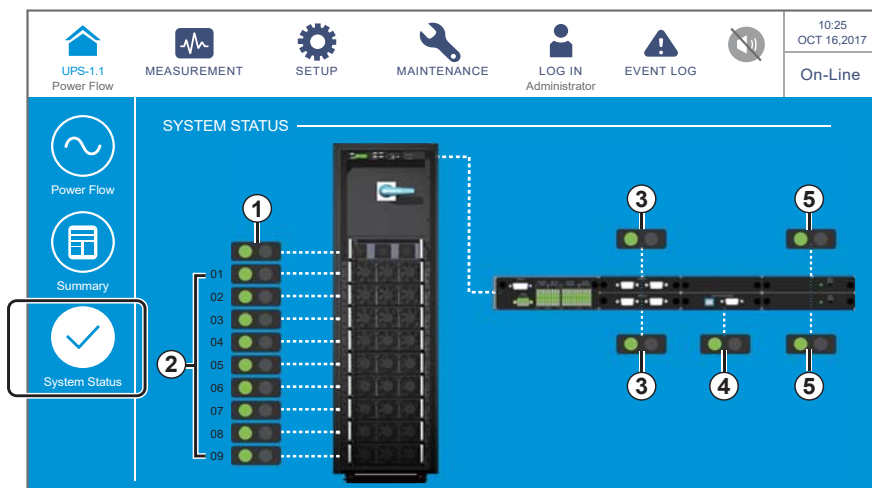 UPS-1.1
Power Flow
MEASUREMENT
SETUP
MAINTENANCE
LOG IN
Administrator
EVENT LOG
10:25
OCT 16,2017
On-Line
Power Flow
Summary
System Status
SYSTEM STATUS
1
01
02
03
04
05
06
07
08
09
2
3
5
3
4
5